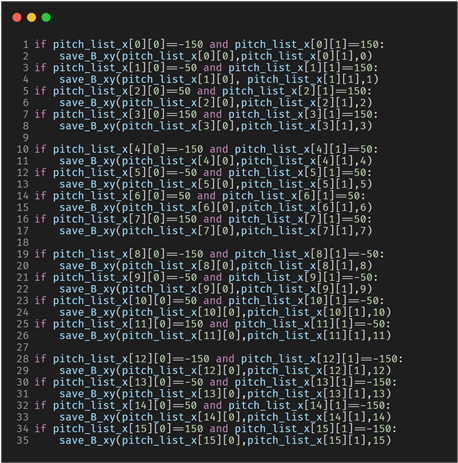 1 if pitch_list_x[0][0]==-150 and pitch_list_x[0][1]==150:
2     save_B_xy(pitch_list_x[0][0],pitch_list_x[0][1],0)
3 if pitch_list_x[1][0]==-50 and pitch_list_x[1][1]==150:
4     save_B_xy(pitch_list_x[1][0], pitch_list_x[1][1],1)
5 if pitch_list_x[2][0]==50 and pitch_list_x[2][1]==150:
6     save_B_xy(pitch_list_x[2][0],pitch_list_x[2][1],2)
7 if pitch_list_x[3][0]==150 and pitch_list_x[3][1]==150:
8     save_B_xy(pitch_list_x[3][0],pitch_list_x[3][1],3)
9
10 if pitch_list_x[4][0]==-150 and pitch_list_x[4][1]==50:
11     save_B_xy(pitch_list_x[4][0],pitch_list_x[4][1],4)
12 if pitch_list_x[5][0]==-50 and pitch_list_x[5][1]==50:
13     save_B_xy(pitch_list_x[5][0],pitch_list_x[5][1],5)
14 if pitch_list_x[6][0]==50 and pitch_list_x[6][1]==50:
15     save_B_xy(pitch_list_x[6][0],pitch_list_x[6][1],6)
16 if pitch_list_x[7][0]==150 and pitch_list_x[7][1]==50:
17     save_B_xy(pitch_list_x[7][0],pitch_list_x[7][1],7)
18
19 if pitch_list_x[8][0]==-150 and pitch_list_x[8][1]==-50:
20     save_B_xy(pitch_list_x[8][0],pitch_list_x[8][1],8)
21 if pitch_list_x[9][0]==-50 and pitch_list_x[9][1]==-50:
22     save_B_xy(pitch_list_x[9][0],pitch_list_x[9][1],9)
23 if pitch_list_x[10][0]==50 and pitch_list_x[10][1]==-50:
24     save_B_xy(pitch_list_x[10][0],pitch_list_x[10][1],10)
25 if pitch_list_x[11][0]==150 and pitch_list_x[11][1]==-50:
26     save_B_xy(pitch_list_x[11][0],pitch_list_x[11][1],11)
27
28 if pitch_list_x[12][0]==-150 and pitch_list_x[12][1]==-150:
29     save_B_xy(pitch_list_x[12][0],pitch_list_x[12][1],12)
30 if pitch_list_x[13][0]==-50 and pitch_list_x[13][1]==-150:
31     save_B_xy(pitch_list_x[13][0],pitch_list_x[13][1],13)
32 if pitch_list_x[14][0]==50 and pitch_list_x[14][1]==-150:
33     save_B_xy(pitch_list_x[14][0],pitch_list_x[14][1],14)
34 if pitch_list_x[15][0]==150 and pitch_list_x[15][1]==-150:
35     save_B_xy(pitch_list_x[15][0],pitch_list_x[15][1],15)